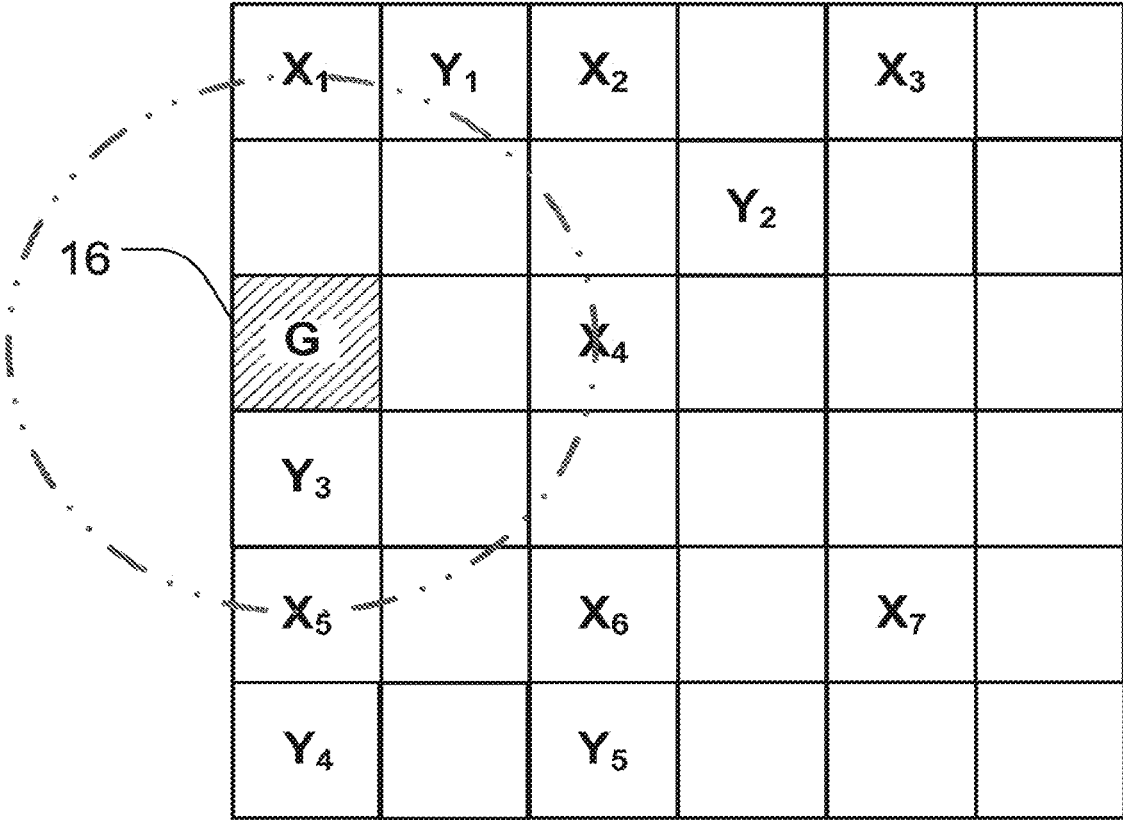 X₁ Y₁ X₂ X₃
Y₂
16
G X₄
Y₃
X₅ X₆ X₇
Y₄ Y₅